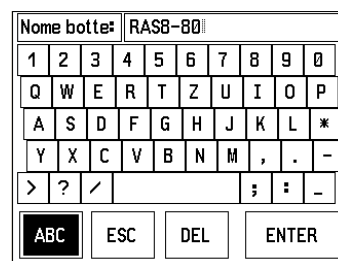 Nome botte: RAS8-80
1 2 3 4 5 6 7 8 9 0
Q W E R T Z U I O P
A S D F G H J K L *
Y X C V B N M , . -
> ? / ; : _
ABC ESC DEL ENTER